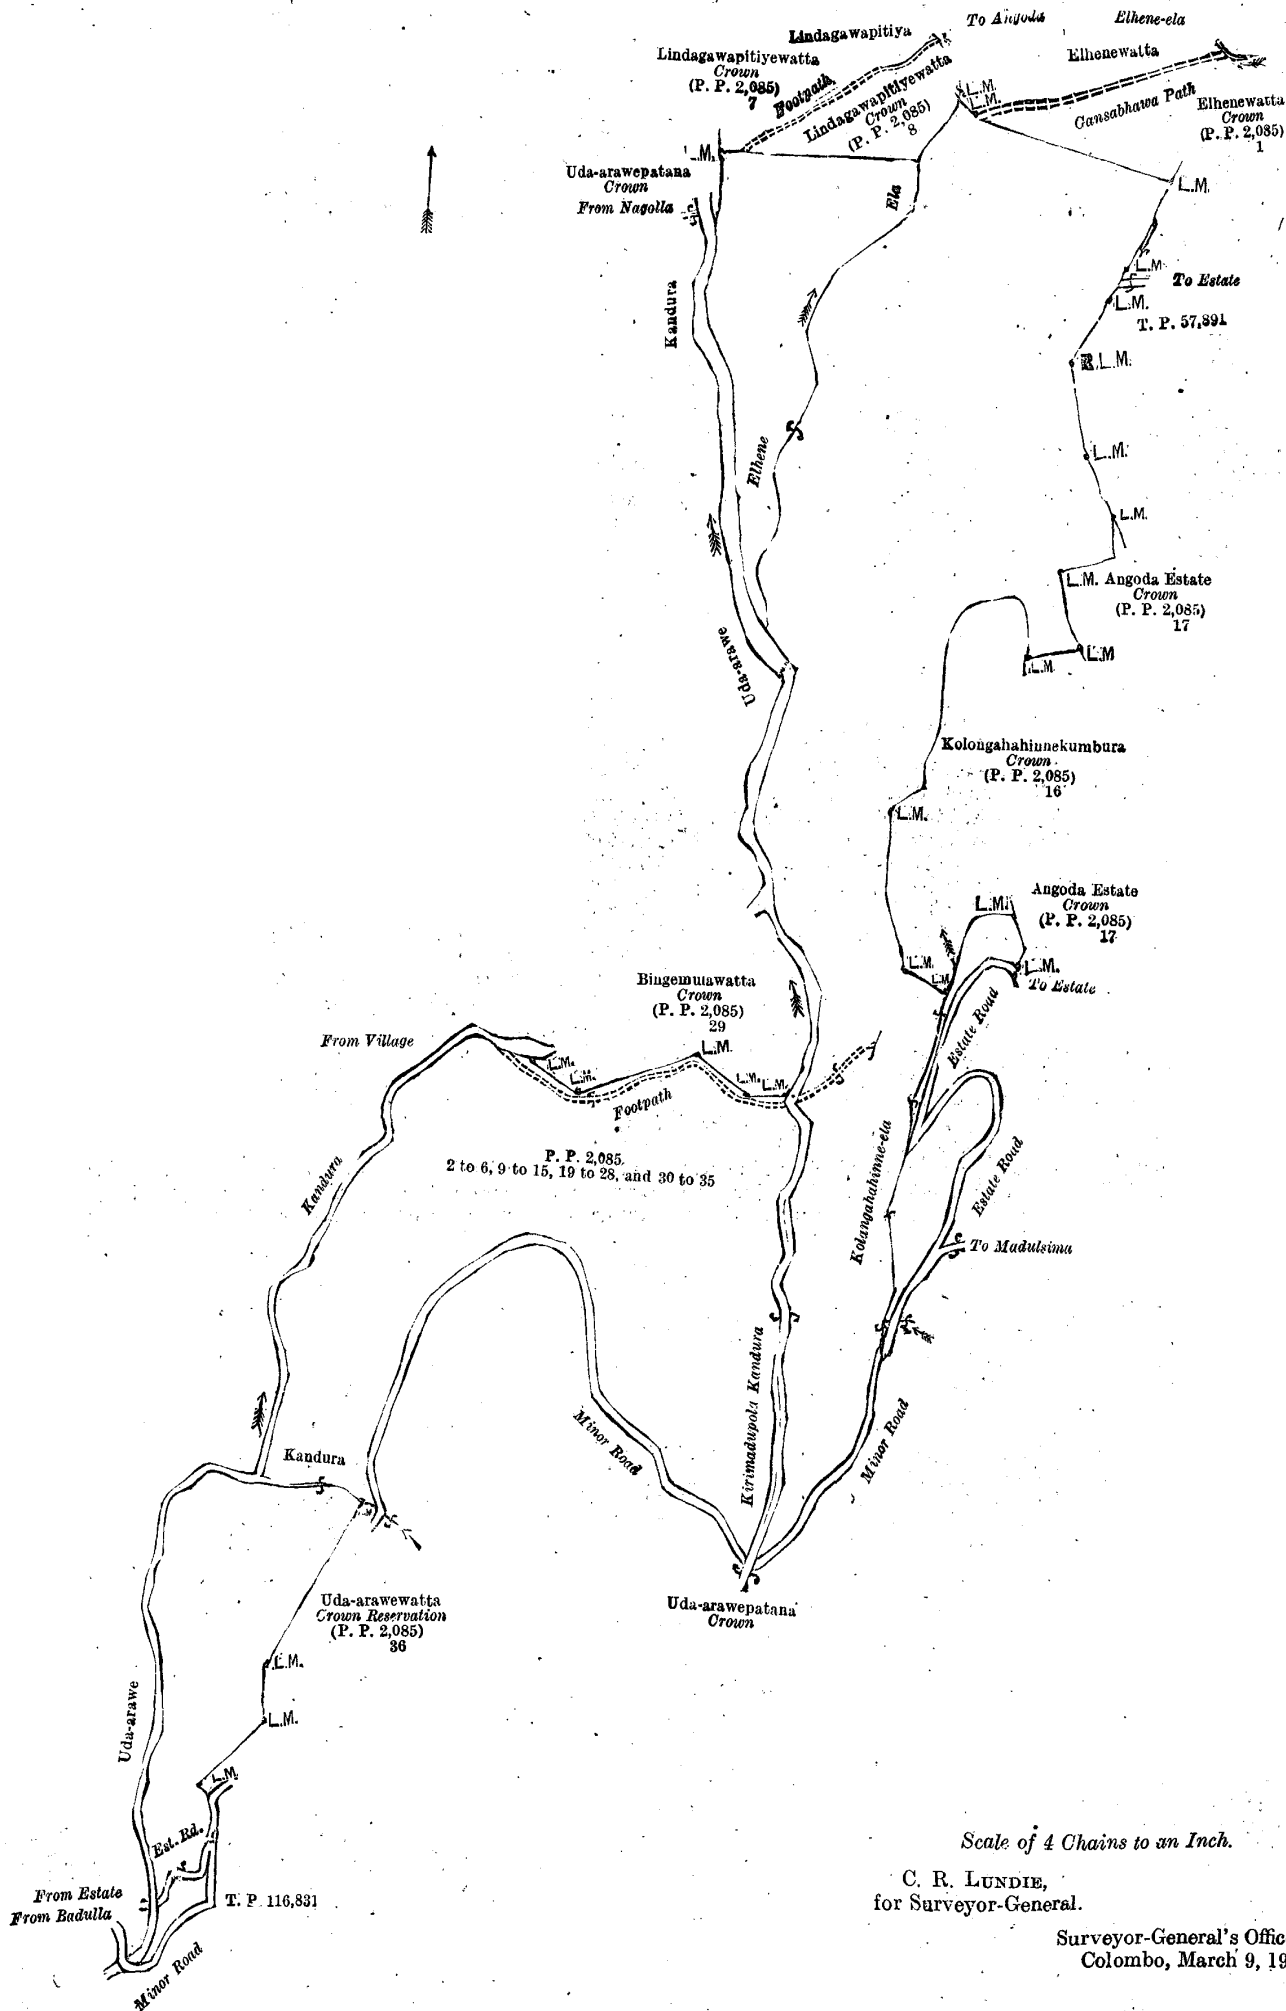 To Angoda
Elhene-ela
Lindagawapitiya
Lindagawapitiyewatta
Crown
(P. P. 2,085)
7
Footpath
Lindagawapitiyewatta
Crown
(P. P. 2,085)
8
Elhenewatta
L.M.
L.M.
Gansabhawa Path
Elhenewatta
Crown
(P. P. 2,085)
1
L.M.
Uda-arawepatana
Crown
From Nagolla
Ela
L.M.
L.M.
To Estate
L.M.
T. P. 57,891
Kandura
L.M.
Elhene
L.M.
L.M.
L.M. Angoda Estate
Crown
(P. P. 2,085)
17
Uda-arawe
L.M.
L.M
Kolongahahinnekumbura
Crown
(P. P. 2,085)
16
L.M.
Angoda Estate
Crown
(P. P. 2,085)
17
L.M.
L.M.
L.M.
L.M.
To Estate
Estate Road
Bingemulawatta
Crown
(P. P. 2,085)
29
From Village
L.M.
L.M.
L.M.
L.M.
L.M.
Footpath
P. P. 2,085
2 to 6, 9 to 15, 19 to 28, and 30 to 35
Kandura
Kolangahahinne-ela
Estate Road
To Madulsima
Kirimadupola Kandura
Minor Road
Minor Road
Kandura
Uda-arawewatta
Crown Reservation
(P. P. 2,085)
36
Uda-arawepatana
Crown
L.M.
L.M.
Uda-arawe
L.M.
Est. Rd.
From Estate
From Badulla
T. P. 116,831
Minor Road
Scale of 4 Chains to an Inch.
C. R. LUNDIE,
for Surveyor-General.
Surveyor-General's Offic
Colombo, March 9, 19